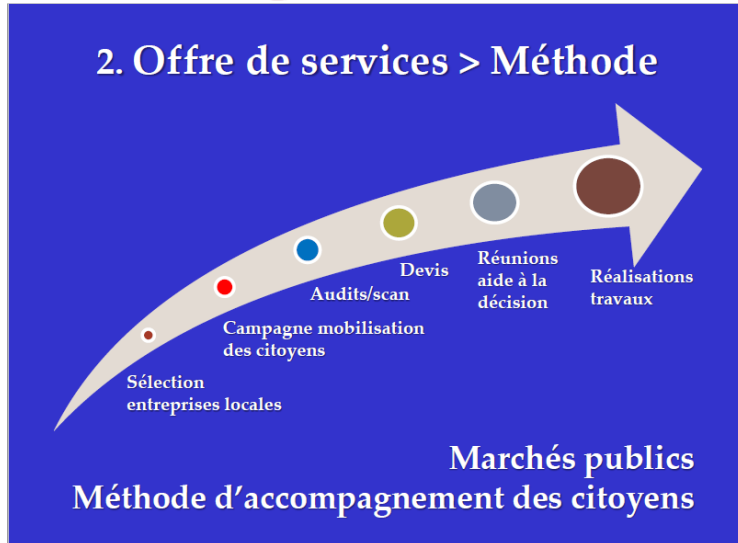 2. Offre de services > Méthode
Sélection
entreprises locales
Campagne mobilisation
des citoyens
Audits/scan
Devis
Réunions
aide à la
décision
Réalisations
travaux
Marchés publics
Méthode d’accompagnement des citoyens